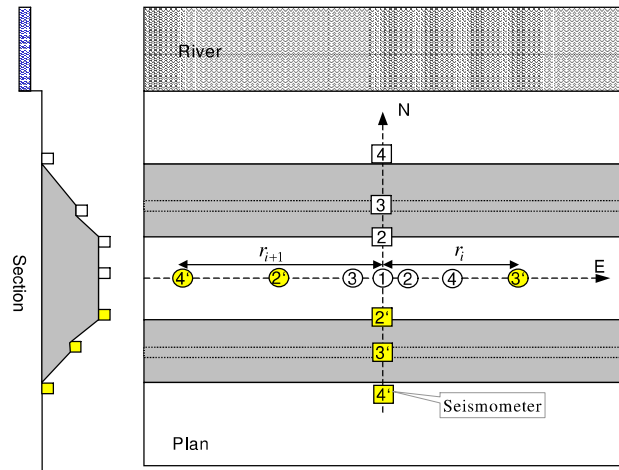 River
N
4
3
2
r_{i+1}
r_i
E
4' 2' 3 1 2 4 3'
2'
3'
4'
Seismometer
Plan
Section